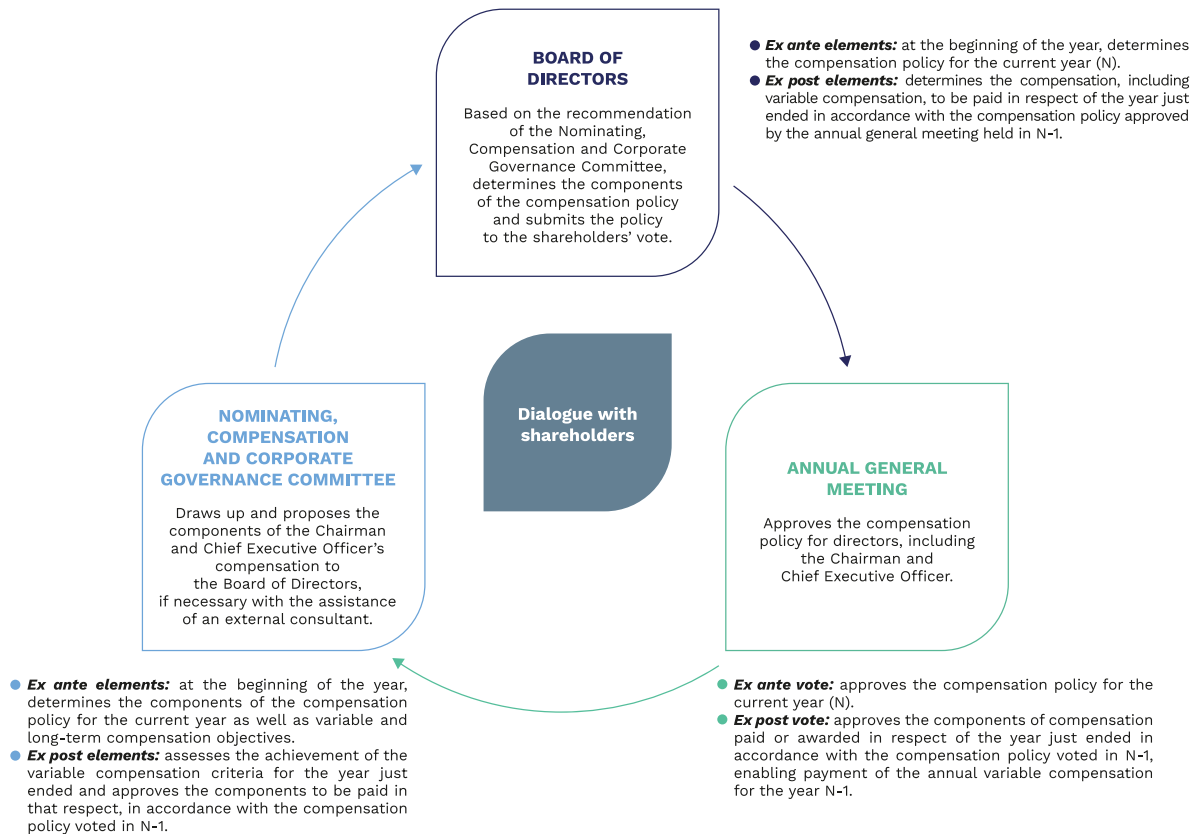 BOARD OF
DIRECTORS
Based on the recommendation
of the Nominating,
Compensation and Corporate
Governance Committee,
determines the components
of the compensation policy
and submits the policy
to the shareholders’ vote.
● Ex ante elements: at the beginning of the year, determines
the compensation policy for the current year (N).
● Ex post elements: determines the compensation, including
variable compensation, to be paid in respect of the year just
ended in accordance with the compensation policy approved
by the annual general meeting held in N-1.
Dialogue with
shareholders
NOMINATING,
COMPENSATION
AND CORPORATE
GOVERNANCE COMMITTEE
Draws up and proposes the
components of the Chairman
and Chief Executive Officer’s
compensation to
the Board of Directors,
if necessary with the assistance
of an external consultant.
ANNUAL GENERAL
MEETING
Approves the compensation
policy for directors, including
the Chairman and
Chief Executive Officer.
● Ex ante elements: at the beginning of the year,
determines the components of the compensation
policy for the current year as well as variable and
long-term compensation objectives.
● Ex post elements: assesses the achievement of the
variable compensation criteria for the year just
ended and approves the components to be paid in
that respect, in accordance with the compensation
policy voted in N-1.
● Ex ante vote: approves the compensation policy for the
current year (N).
● Ex post vote: approves the components of compensation
paid or awarded in respect of the year just ended in
accordance with the compensation policy voted in N-1,
enabling payment of the annual variable compensation
for the year N-1.